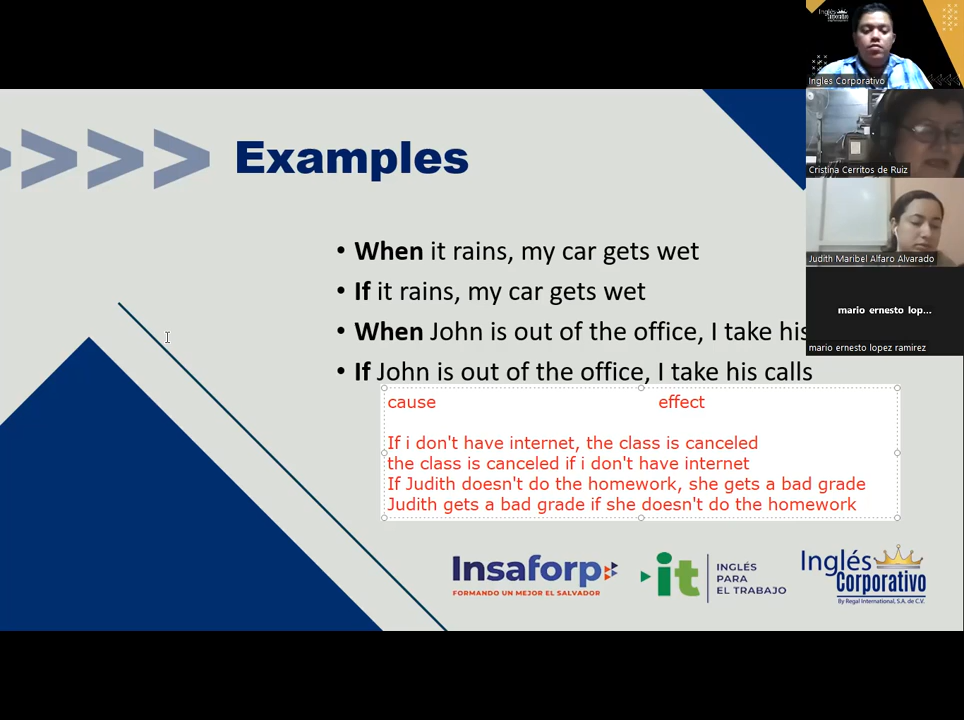 Inglés
Corporativo
Inglés Corporativo
Cristina Cerritos de Ruiz
Judith Maribel Alfaro Alvarado
mario ernesto lop...
mario ernesto lopez ramirez
Examples
• When it rains, my car gets wet
• If it rains, my car gets wet
• When John is out of the office, I take his
• If John is out of the office, I take his calls
cause effect
If i don't have internet, the class is canceled
the class is canceled if i don't have internet
If Judith doesn't do the homework, she gets a bad grade
Judith gets a bad grade if she doesn't do the homework
Insaforp
FORMANDO UN MEJOR EL SALVADOR
it
INGLÉS
PARA
EL TRABAJO
Inglés
Corporativo
By Regal International, S.A. de C.V.